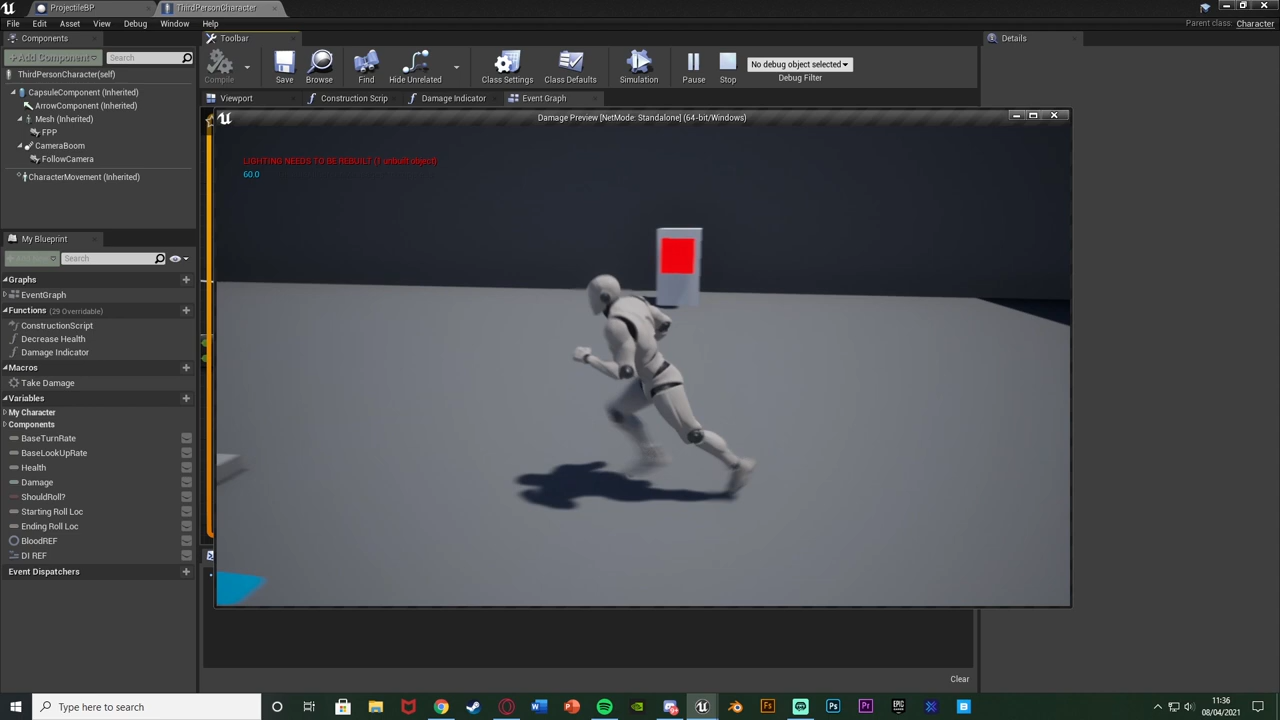 ProjectileBP
ThirdPersonCharacter
File Edit Asset View Debug Window Help
Parent class: Character
Components
Toolbar
Details
Search
ThirdPersonCharacter(self)
Compile
Save
Browse
Find
Hide Unrelated
Class Settings
Class Defaults
Simulation
Pause
Stop
No debug object selected
Debug Filter
CapsuleComponent (Inherited)
ArrowComponent (Inherited)
Mesh (Inherited)
FPP
CameraBoom
FollowCamera
CharacterMovement (Inherited)
Viewport
Construction Scrip
Damage Indicator
Event Graph
Damage Preview [NetMode: Standalone] (64-bit/Windows)
LIGHTING NEEDS TO BE REBUILT (1 unbuilt object)
60.0
My Blueprint
Search
Graphs
EventGraph
Functions (29 Overridable)
ConstructionScript
Decrease Health
Damage Indicator
Macros
Take Damage
Variables
My Character
Components
BaseTurnRate
BaseLookUpRate
Health
Damage
ShouldRoll?
Starting Roll Loc
Ending Roll Loc
BloodREF
DI REF
Event Dispatchers
Clear
Type here to search
11:36
08/04/2021